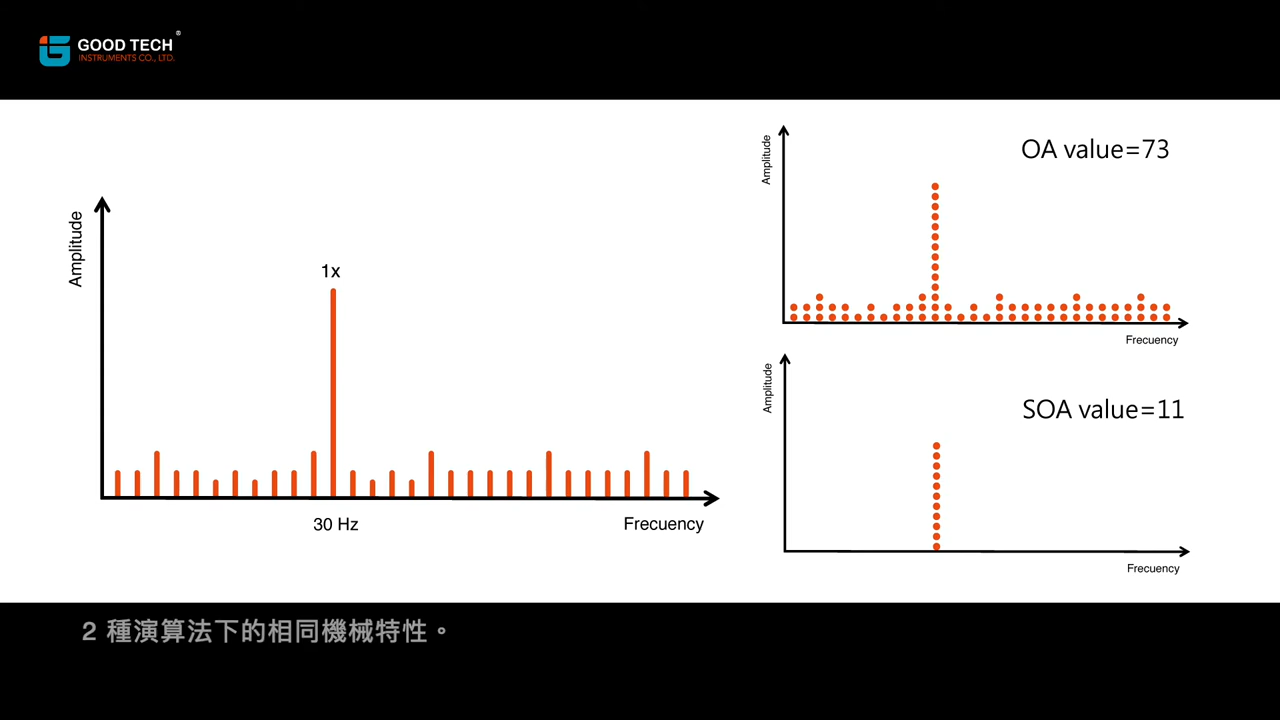 GOOD TECH®
INSTRUMENTS CO., LTD.
Amplitude
1x
30 Hz
Frecuency
Amplitude
OA value=73
Frecuency
Amplitude
SOA value=11
Frecuency
2 種演算法下的相同機械特性。